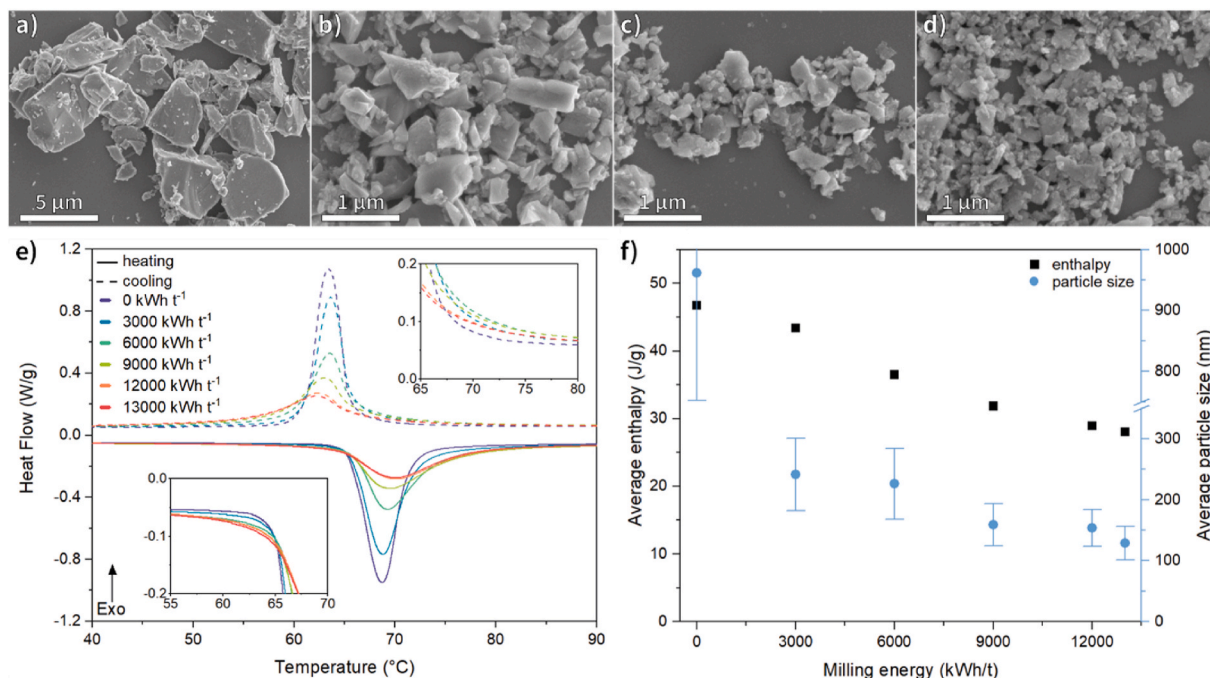 a)
b)
c)
d)
5 µm
1 µm
1 µm
1 µm
e)
1.2
0.8
0.4
0.0
-0.4
-0.8
-1.2
Heat Flow (W/g)
heating
cooling
0 kWh t⁻¹
3000 kWh t⁻¹
6000 kWh t⁻¹
9000 kWh t⁻¹
12000 kWh t⁻¹
13000 kWh t⁻¹
0.2
0.1
0.0
65 70 75 80
0.0
-0.1
-0.2
55 60 65 70
Exo
40 50 60 70 80 90
Temperature (°C)
f)
enthalpy
particle size
50
40
30
20
10
0
Average enthalpy (J/g)
1000
900
800
300
200
100
0
Average particle size (nm)
0 3000 6000 9000 12000
Milling energy (kWh/t)